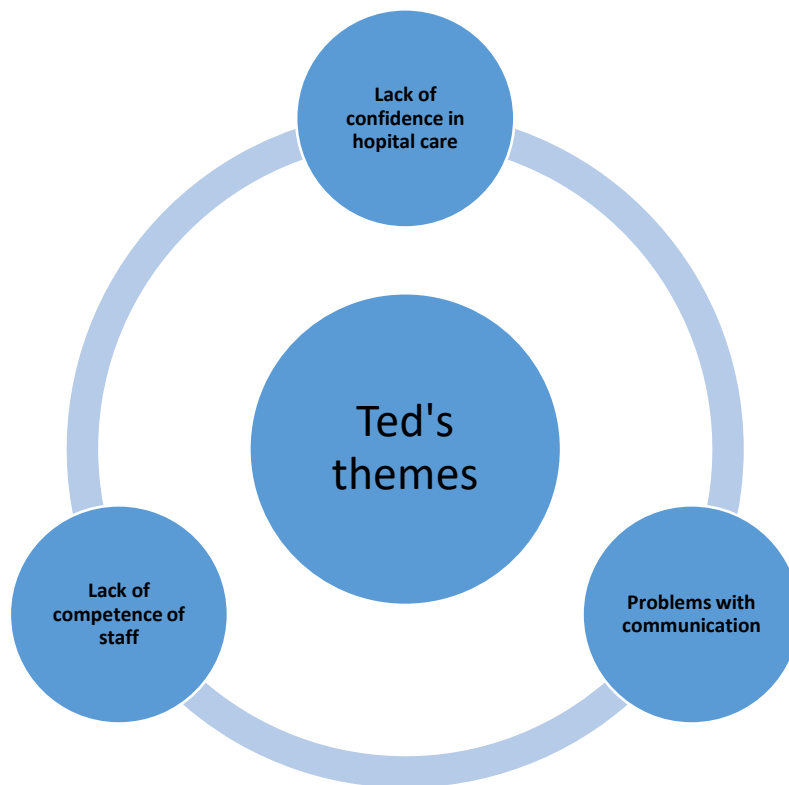 Lack of
confidence in
hopital care
Ted's
themes
Lack of
competence of
staff
Problems with
communication